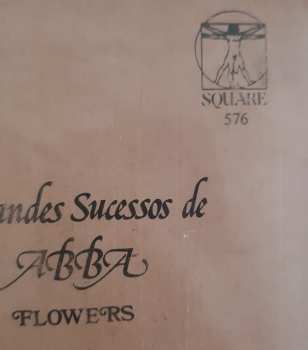 SQUARE
576
andes Sucessos de
ABBA
FLOWERS